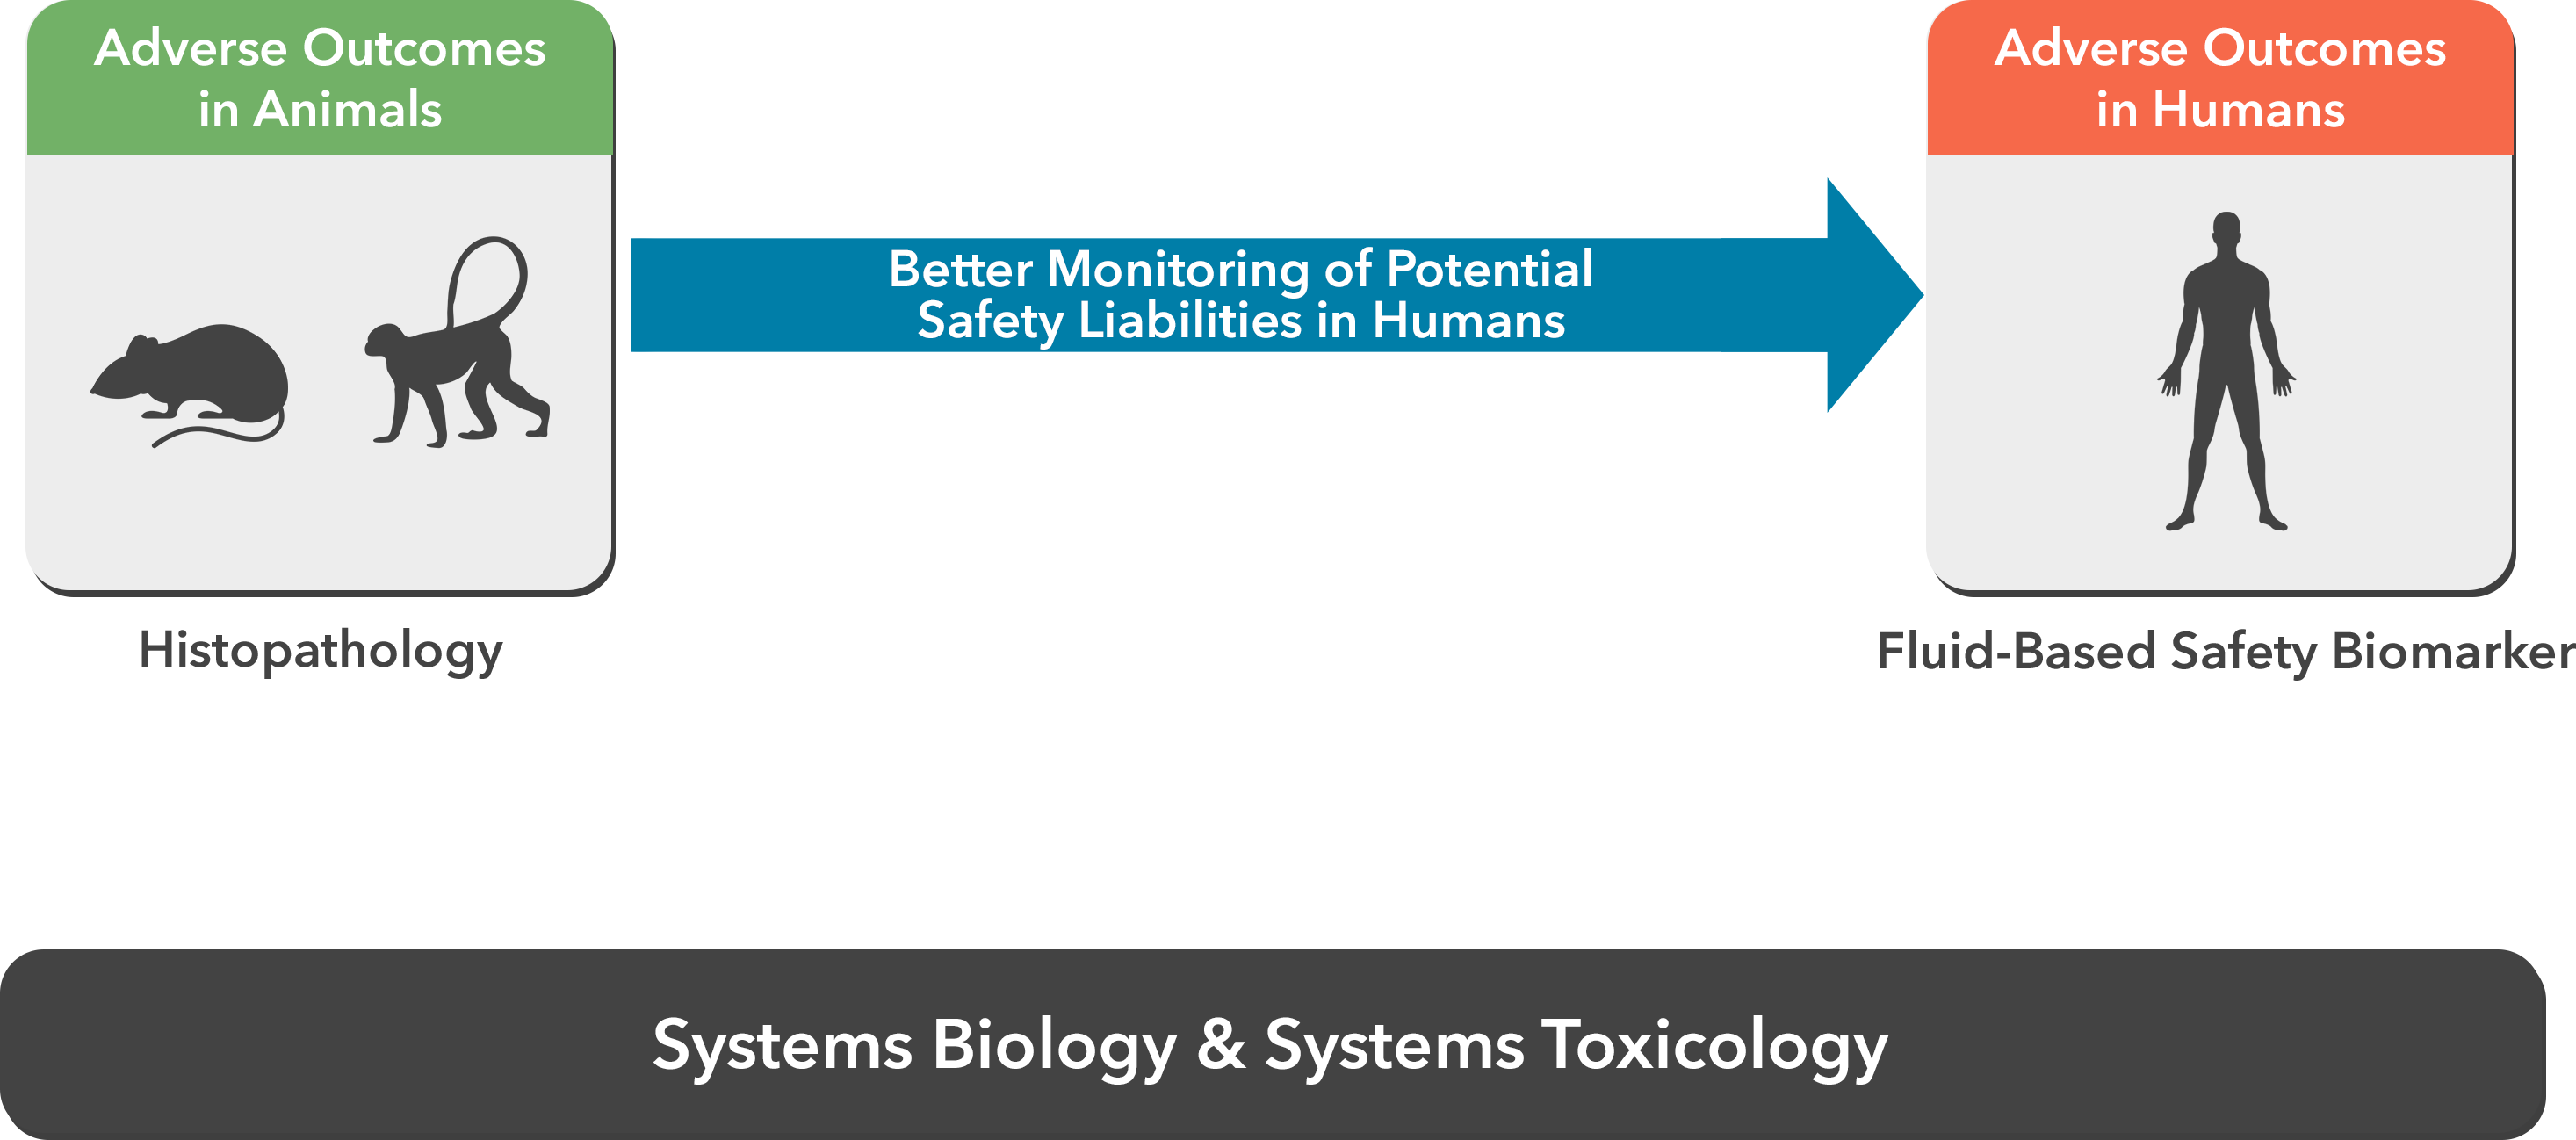 Adverse Outcomes
in Animals
Adverse Outcomes
in Humans
Better Monitoring of Potential
Safety Liabilities in Humans
Histopathology
Fluid-Based Safety Biomarker
Systems Biology & Systems Toxicology